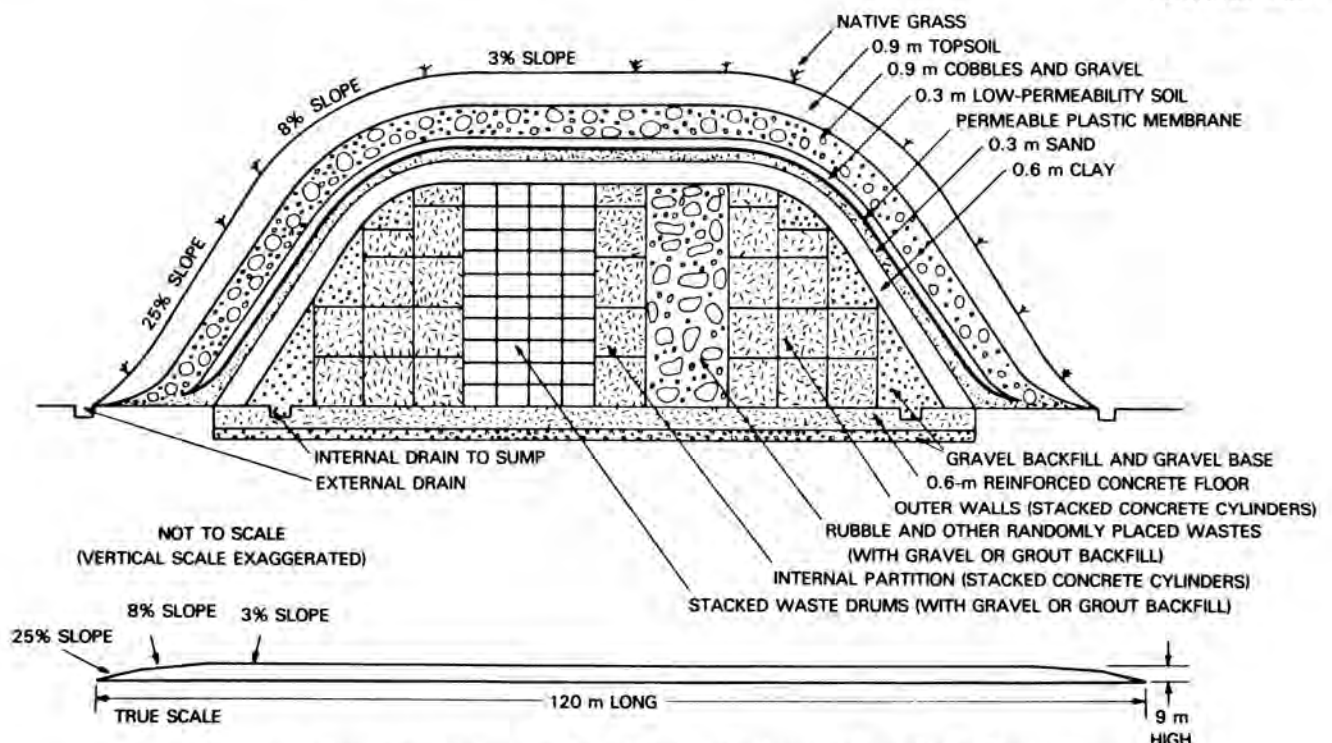 NATIVE GRASS
3% SLOPE
0.9 m TOPSOIL
0.9 m COBBLES AND GRAVEL
8% SLOPE
0.3 m LOW-PERMEABILITY SOIL
PERMEABLE PLASTIC MEMBRANE
0.3 m SAND
0.6 m CLAY
25% SLOPE
INTERNAL DRAIN TO SUMP
EXTERNAL DRAIN
GRAVEL BACKFILL AND GRAVEL BASE
0.6-m REINFORCED CONCRETE FLOOR
OUTER WALLS (STACKED CONCRETE CYLINDERS)
RUBBLE AND OTHER RANDOMLY PLACED WASTES
(WITH GRAVEL OR GROUT BACKFILL)
INTERNAL PARTITION (STACKED CONCRETE CYLINDERS)
STACKED WASTE DRUMS (WITH GRAVEL OR GROUT BACKFILL)
NOT TO SCALE
(VERTICAL SCALE EXAGGERATED)
8% SLOPE
3% SLOPE
25% SLOPE
120 m LONG
TRUE SCALE
9 m
HIGH